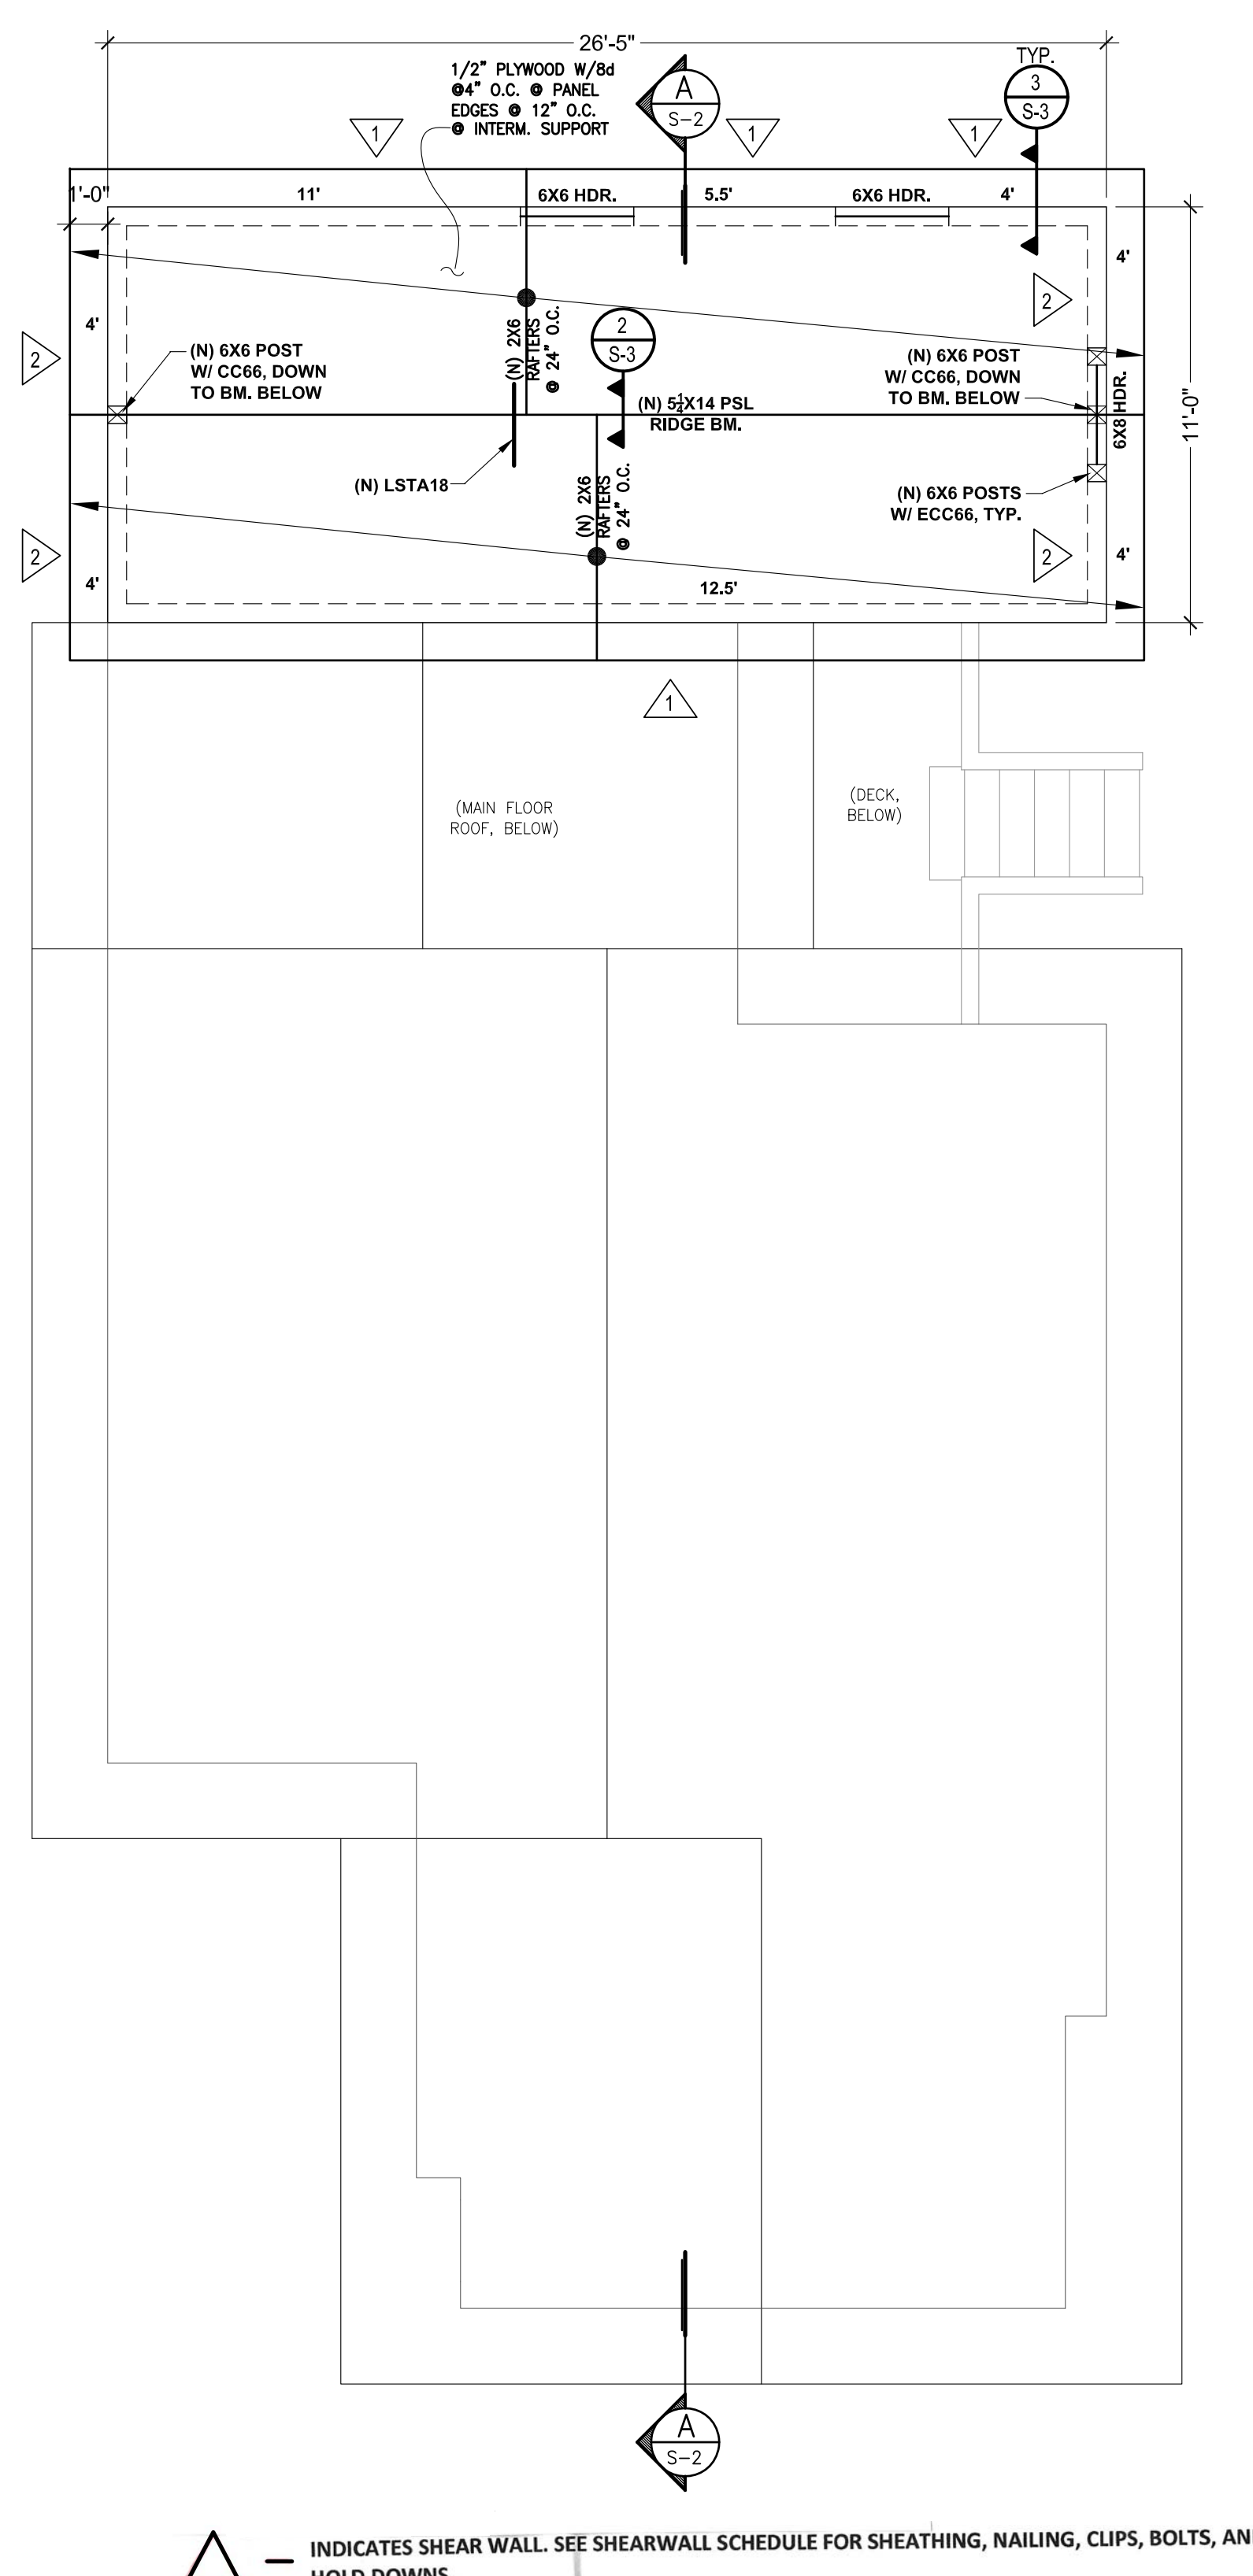 26'-5"
TYP.
1/2" PLYWOOD W/8d
@4" O.C. @ PANEL
EDGES @ 12" O.C.
@ INTERM. SUPPORT
A
S-2
3
S-3
1
1
1
1'-0"
11'
6X6 HDR.
5.5'
6X6 HDR.
4'
4'
4'
2
2
(N) 6X6 POST
W/ CC66, DOWN
TO BM. BELOW
(N) 2X6
RAFTERS
@ 24" O.C.
2
S-3
(N) 6X6 POST
W/ CC66, DOWN
TO BM. BELOW
6X8 HDR.
11'-0"
(N) 5¼X14 PSL
RIDGE BM.
(N) LSTA18
(N) 2X6
RAFTERS
@ 24" O.C.
(N) 6X6 POSTS
W/ ECC66, TYP.
2
2
4'
4'
12.5'
1
(MAIN FLOOR
ROOF, BELOW)
(DECK,
BELOW)
A
S-2
INDICATES SHEAR WALL. SEE SHEARWALL SCHEDULE FOR SHEATHING, NAILING, CLIPS, BOLTS, AN
HOLD DOWNS